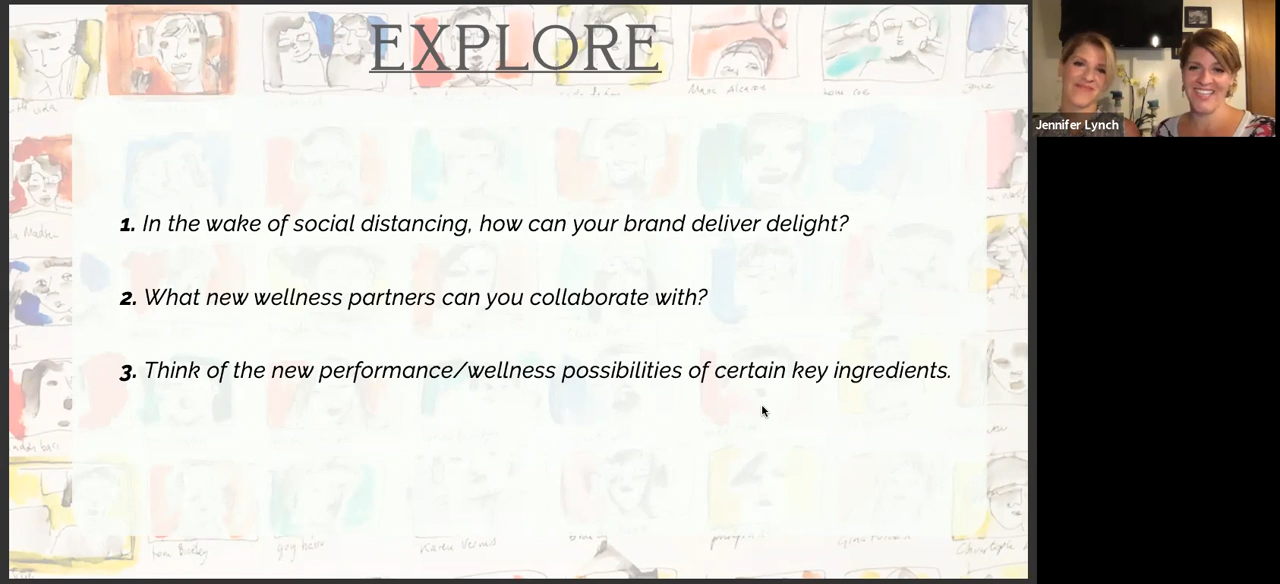 EXPLORE
Jennifer Lynch
1. In the wake of social distancing, how can your brand deliver delight?
2. What new wellness partners can you collaborate with?
3. Think of the new performance/wellness possibilities of certain key ingredients.
Karen